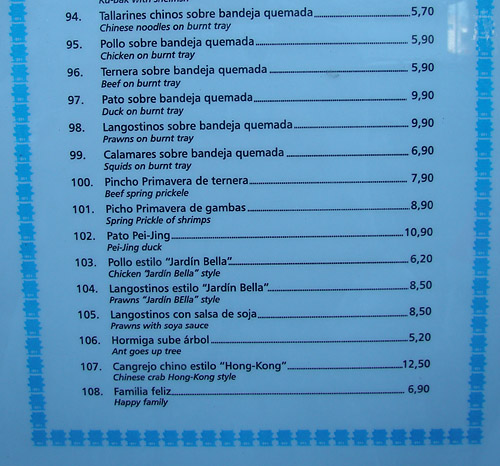 Ku-bak with shellfish
94. Tallarines chinos sobre bandeja quemada 5,70
Chinese noodles on burnt tray
95. Pollo sobre bandeja quemada 5,90
Chicken on burnt tray
96. Ternera sobre bandeja quemada 5,90
Beef on burnt tray
97. Pato sobre bandeja quemada 9,90
Duck on burnt tray
98. Langostinos sobre bandeja quemada 9,90
Prawns on burnt tray
99. Calamares sobre bandeja quemada 6,90
Squids on burnt tray
100. Pincho Primavera de ternera 7,90
Beef spring prickele
101. Picho Primavera de gambas 8,90
Spring Prickle of shrimps
102. Pato Pei-Jing 10,90
Pei-Jing duck
103. Pollo estilo "Jardín Bella" 6,20
Chicken "Jardín Bella" style
104. Langostinos estilo "Jardín Bella" 8,50
Prawns "Jardín BElla" style
105. Langostinos con salsa de soja 8,50
Prawns with soya sauce
106. Hormiga sube árbol 5,20
Ant goes up tree
107. Cangrejo chino estilo "Hong-Kong" 12,50
Chinese crab Hong-Kong style
108. Familia feliz 6,90
Happy family